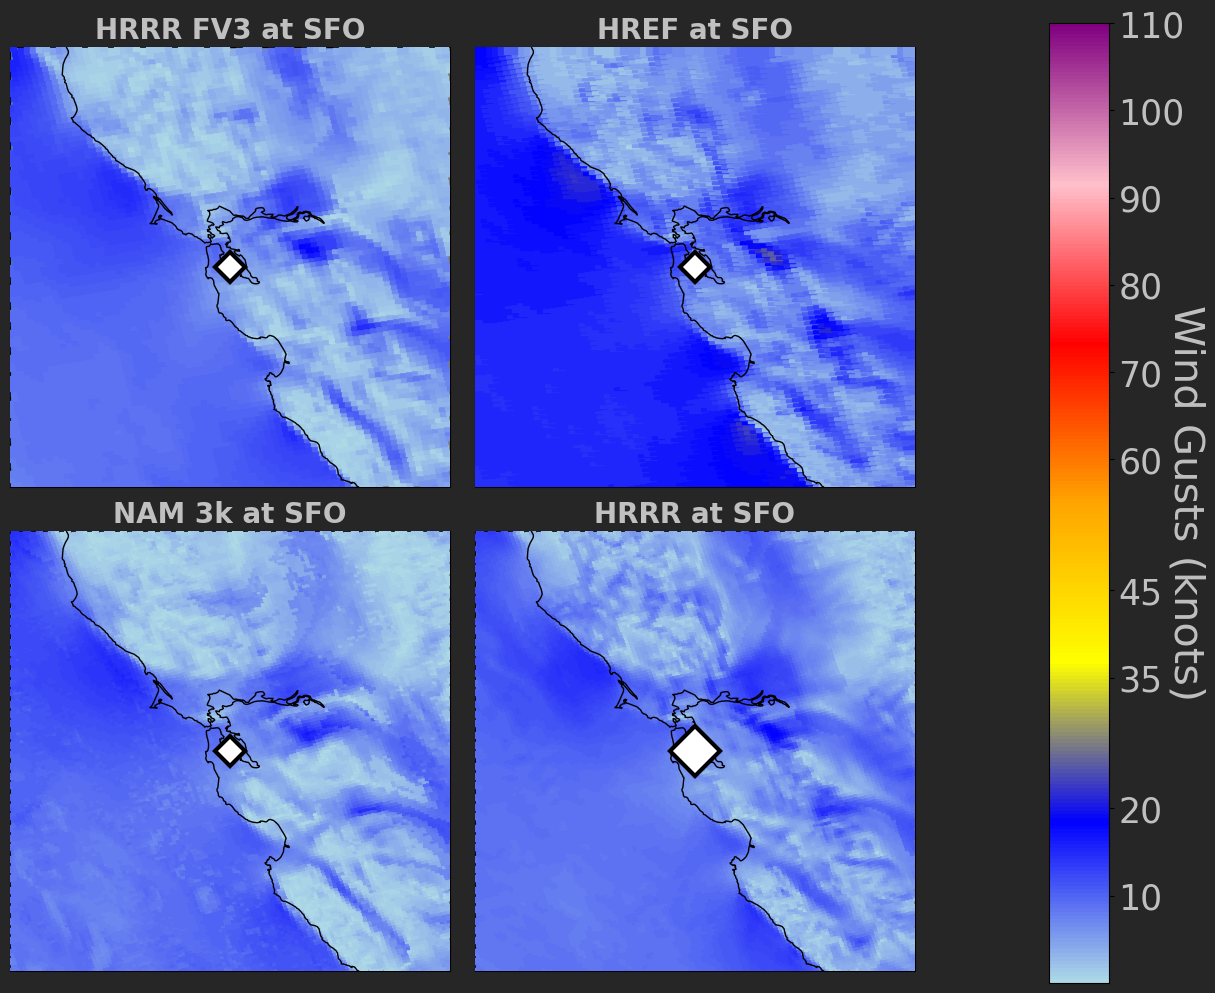 HRRR FV3 at SFO
HREF at SFO
NAM 3k at SFO
HRRR at SFO
110
100
90
80
70
60
45
35
20
10
Wind Gusts (knots)